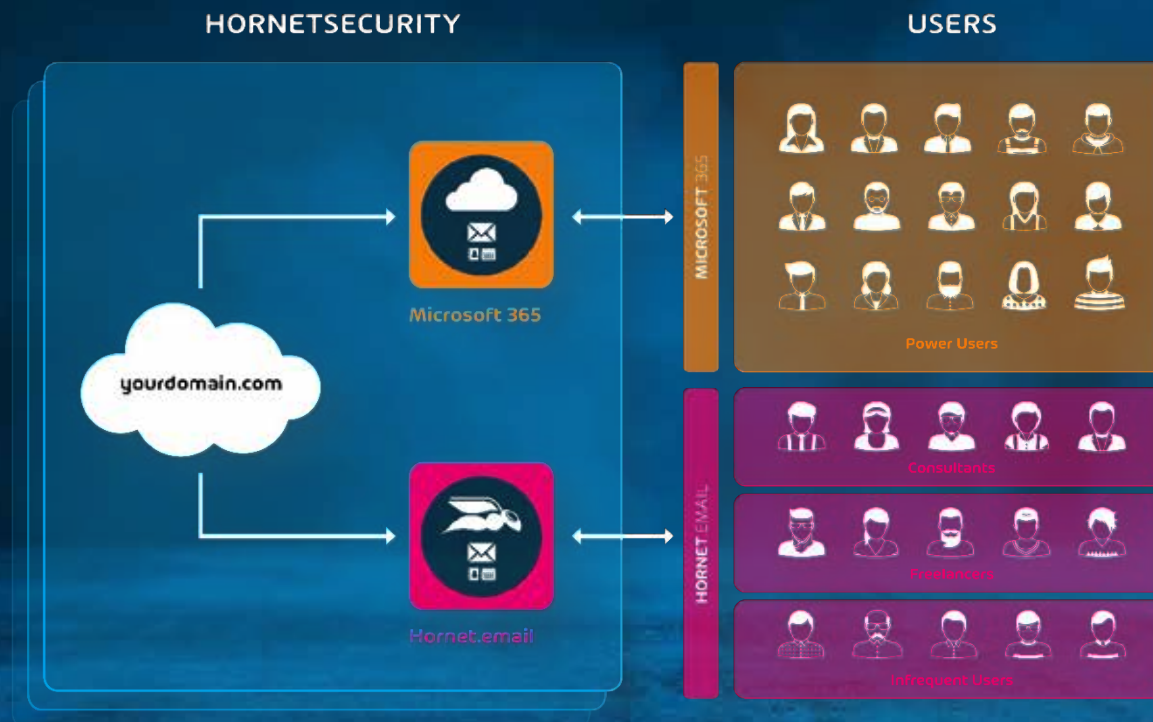 HORNETSECURITY
USERS
yourdomain.com
Microsoft 365
Hornet.email
MICROSOFT 365
Power Users
HORNET EMAIL
Consultants
Freelancers
Infrequent Users